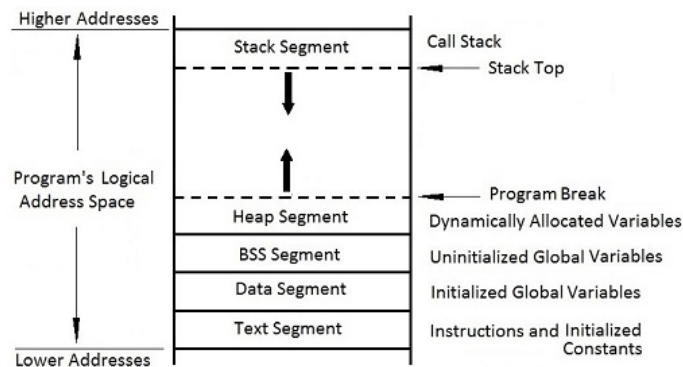 Higher Addresses
Stack Segment
Call Stack
Stack Top
Program's Logical
Address Space
Program Break
Heap Segment
Dynamically Allocated Variables
BSS Segment
Uninitialized Global Variables
Data Segment
Initialized Global Variables
Text Segment
Instructions and Initialized
Constants
Lower Addresses